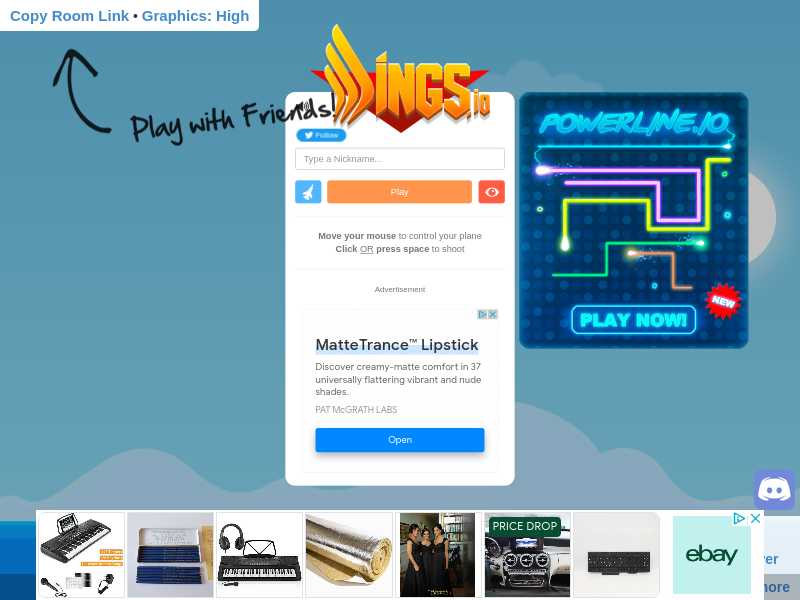 Copy Room Link • Graphics: High
Play with Friends!
WINGS.io
Follow
Type a Nickname...
Play
Move your mouse to control your plane
Click OR press space to shoot
Advertisement
MatteTrance™ Lipstick
Discover creamy-matte comfort in 37
universally flattering vibrant and nude
shades.
PAT McGRATH LABS
Open
POWERLINE.IO
NEW
PLAY NOW!
PRICE DROP
ebay